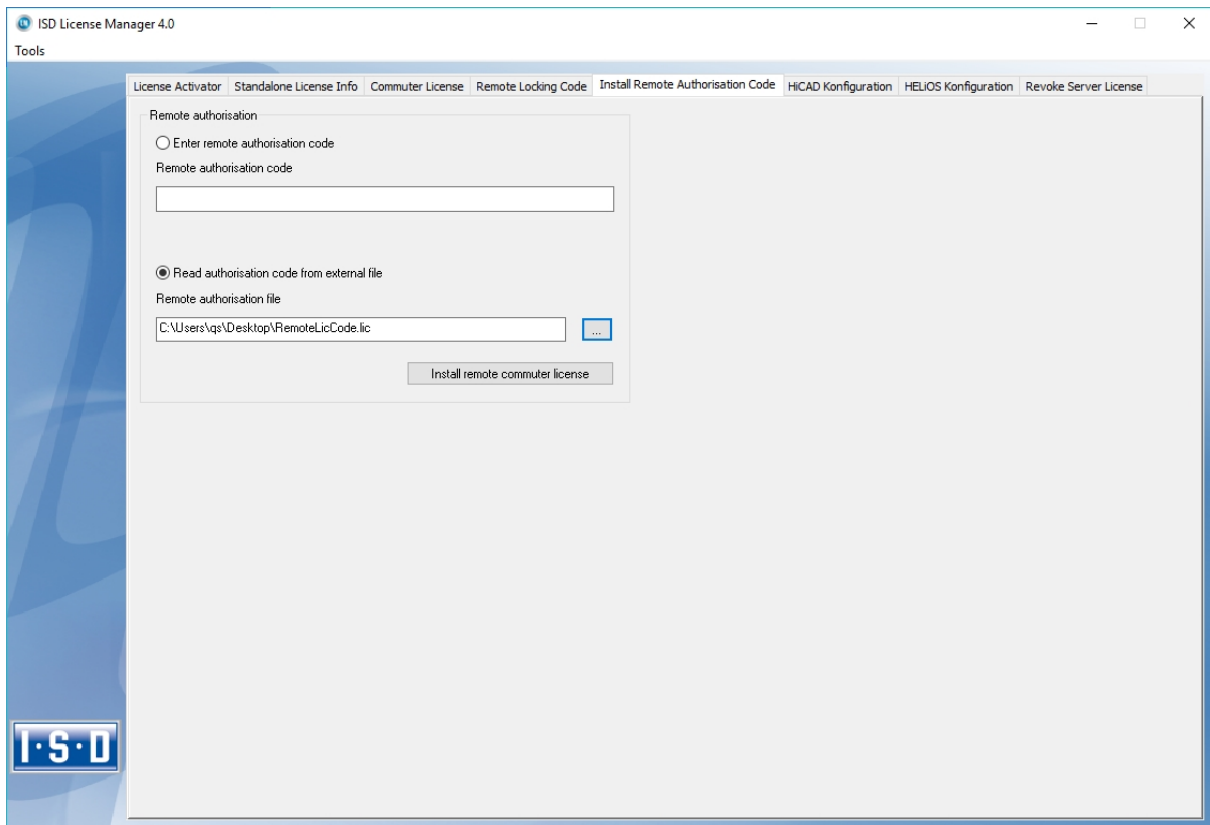 ISD License Manager 4.0
Tools
License Activator Standalone License Info Commuter License Remote Locking Code Install Remote Authorisation Code HiCAD Konfiguration HELiOS Konfiguration Revoke Server License
Remote authorisation
Enter remote authorisation code
Remote authorisation code
Read authorisation code from external file
Remote authorisation file
C:\Users\qs\Desktop\RemoteLicCode.lic
...
Install remote commuter license
I·S·D